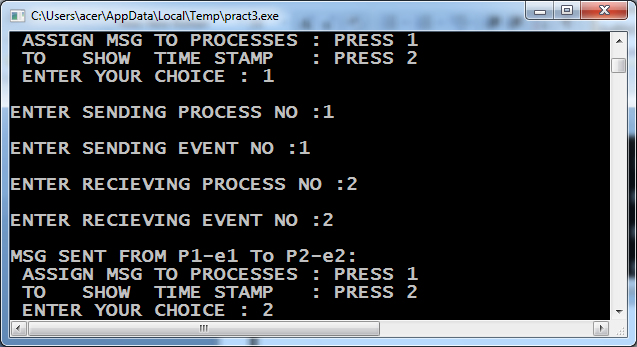 C:\Users\acer\AppData\Local\Temp\pract3.exe
ASSIGN MSG TO PROCESSES : PRESS 1
TO   SHOW  TIME STAMP   : PRESS 2
ENTER YOUR CHOICE : 1
ENTER SENDING PROCESS NO :1
ENTER SENDING EVENT NO :1
ENTER RECIEVING PROCESS NO :2
ENTER RECIEVING EVENT NO :2
MSG SENT FROM P1-e1 To P2-e2:
ASSIGN MSG TO PROCESSES : PRESS 1
TO   SHOW  TIME STAMP   : PRESS 2
ENTER YOUR CHOICE : 2